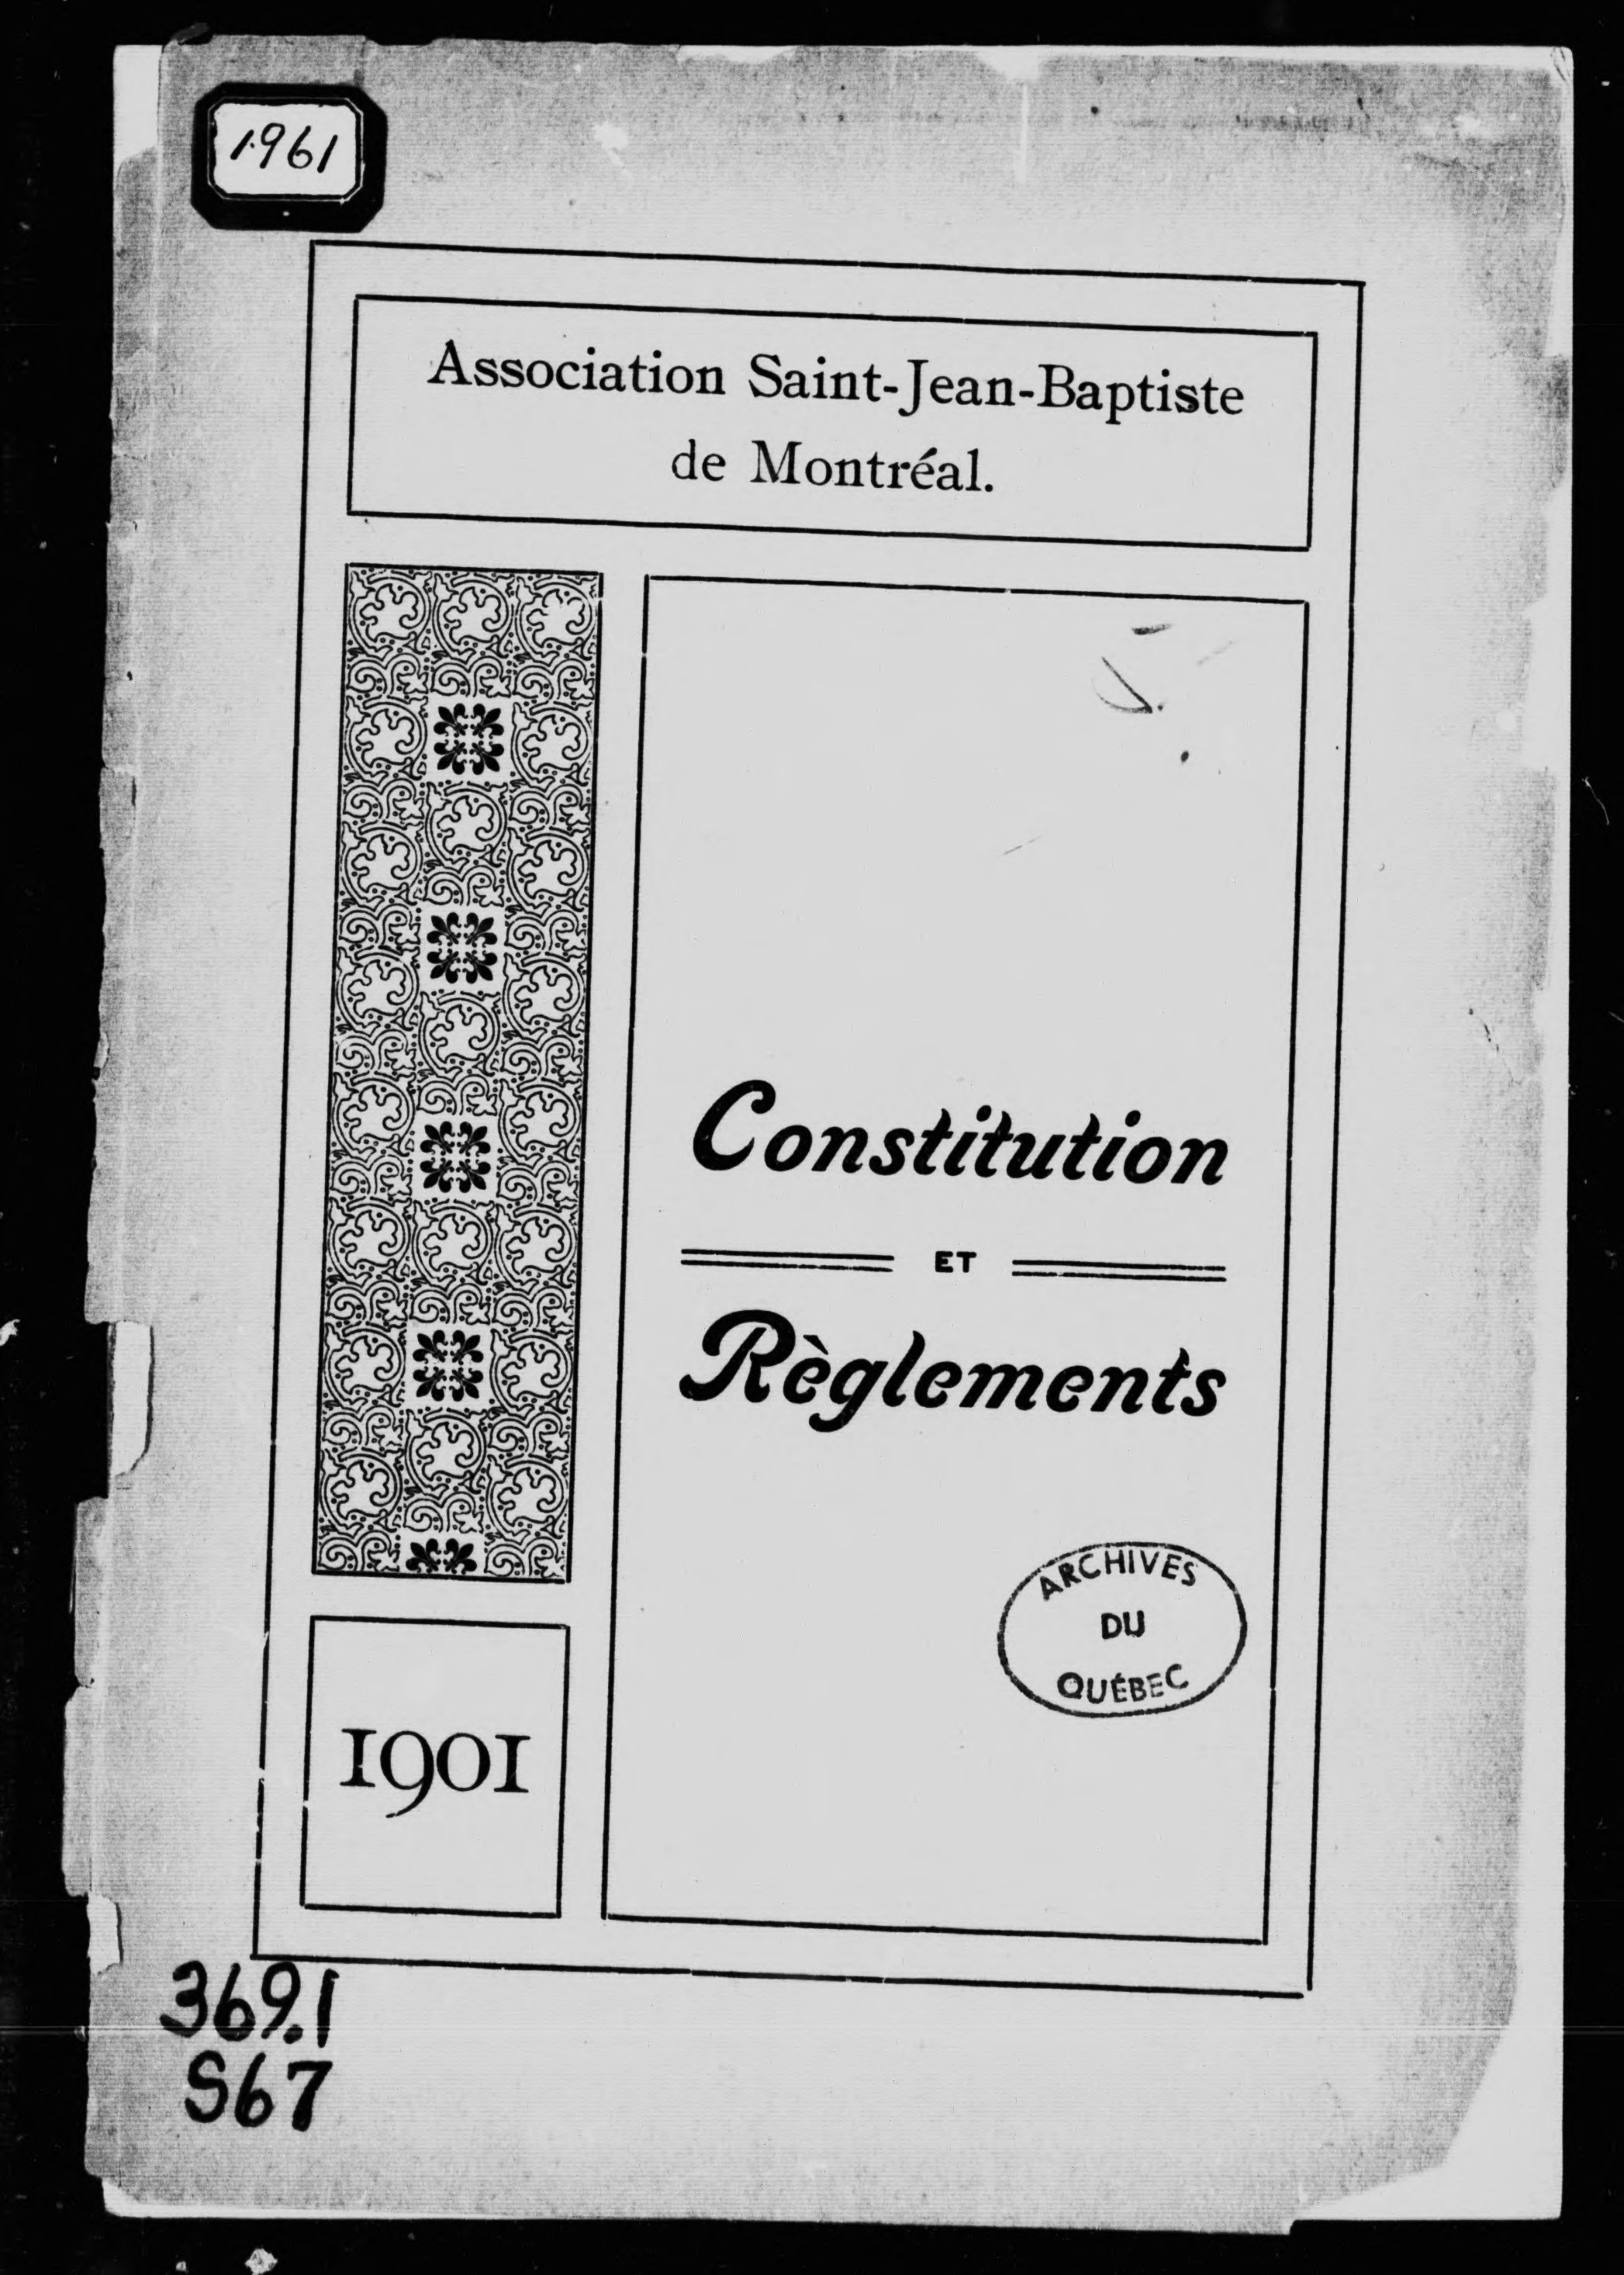 1961
Association Saint-Jean-Baptiste
de Montréal.
Constitution
ET
Règlements
ARCHIVES
DU
QUÉBEC
1901
369.1
S67